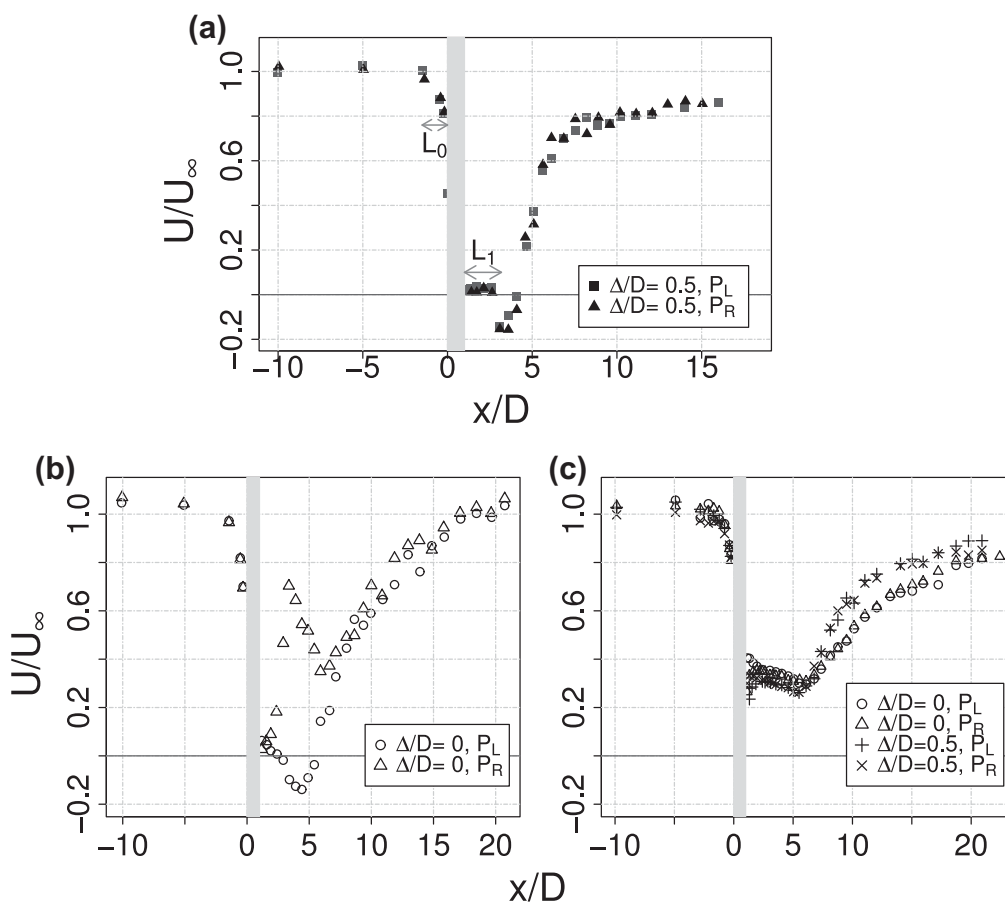 (a)
U/U∞
1.0
0.6
0.2
−0.2
L0
L1
Δ/D= 0.5, PL
Δ/D= 0.5, PR
−10 −5 0 5 10 15
x/D
(b)
U/U∞
1.0
0.6
0.2
−0.2
Δ/D= 0, PL
Δ/D= 0, PR
−10 0 5 10 15 20
(c)
1.0
0.6
0.2
−0.2
Δ/D= 0, PL
Δ/D= 0, PR
Δ/D=0.5, PL
Δ/D=0.5, PR
−10 0 5 10 15 20
x/D